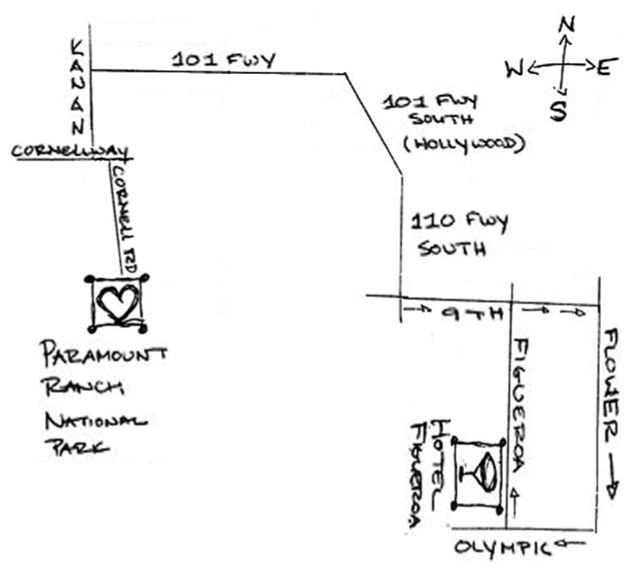 N
W E
S
KANAN
101 FWY
101 FWY
SOUTH
(HOLLYWOOD)
CORNELLWAY
CORNELL RD
110 FWY
SOUTH
9TH
FIGUEROA
FLOWER
PARAMOUNT
RANCH
NATIONAL
PARK
HOTEL
FIGUEROA
OLYMPIC